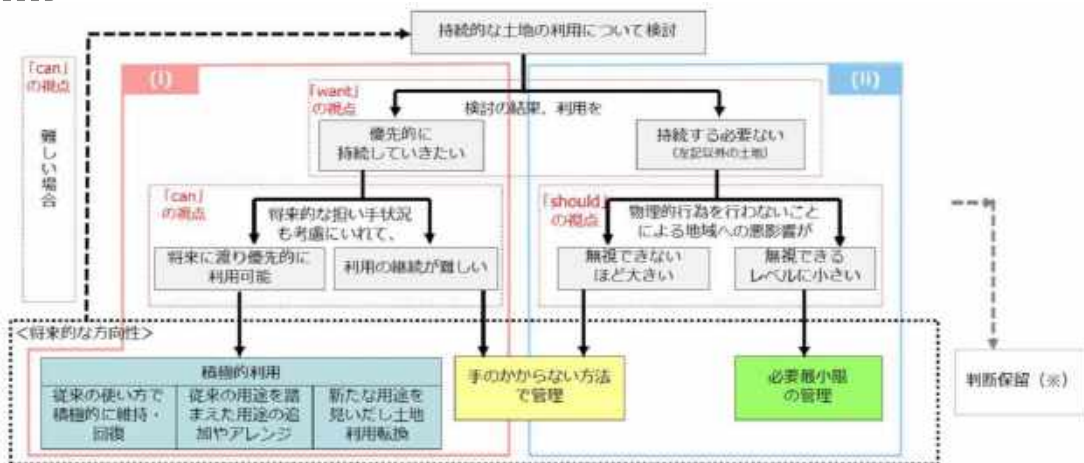 持続的な土地の利用について検討
「can」
の視点
難しい場合
(i)
(ii)
「want」
の視点
検討の結果、利用を
優先的に
持続していきたい
持続する必要ない
(左記以外の土地)
「can」
の視点
将来的な担い手状況
も考慮にいれて、
将来に渡り優先的に
利用可能
利用の継続が難しい
「should」
の視点
物理的行為を行わないこと
による地域への悪影響が
無視できない
ほど大きい
無視できる
レベルに小さい
<将来的な方向性>
積極的利用
従来の使い方で
積極的に維持・
回復
従来の用途を踏
まえた用途の追
加やアレンジ
新たな用途を
見いだし土地
利用転換
手のかからない方法
で管理
必要最小限
の管理
判断保留（※）